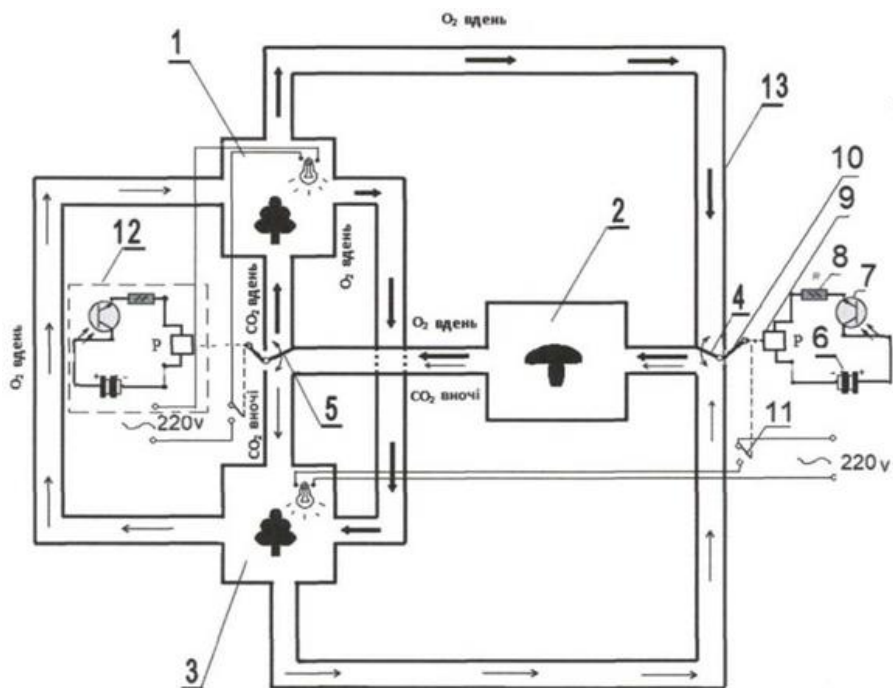 O₂ вдень
1
13
10
9
12
2
8
7
O₂ вдень
CO₂ вдень
O₂ вдень
4
O₂ вдень
P
P
6
+ -
+ -
CO₂ вночі
5
CO₂ вночі
11
220v
220v
3